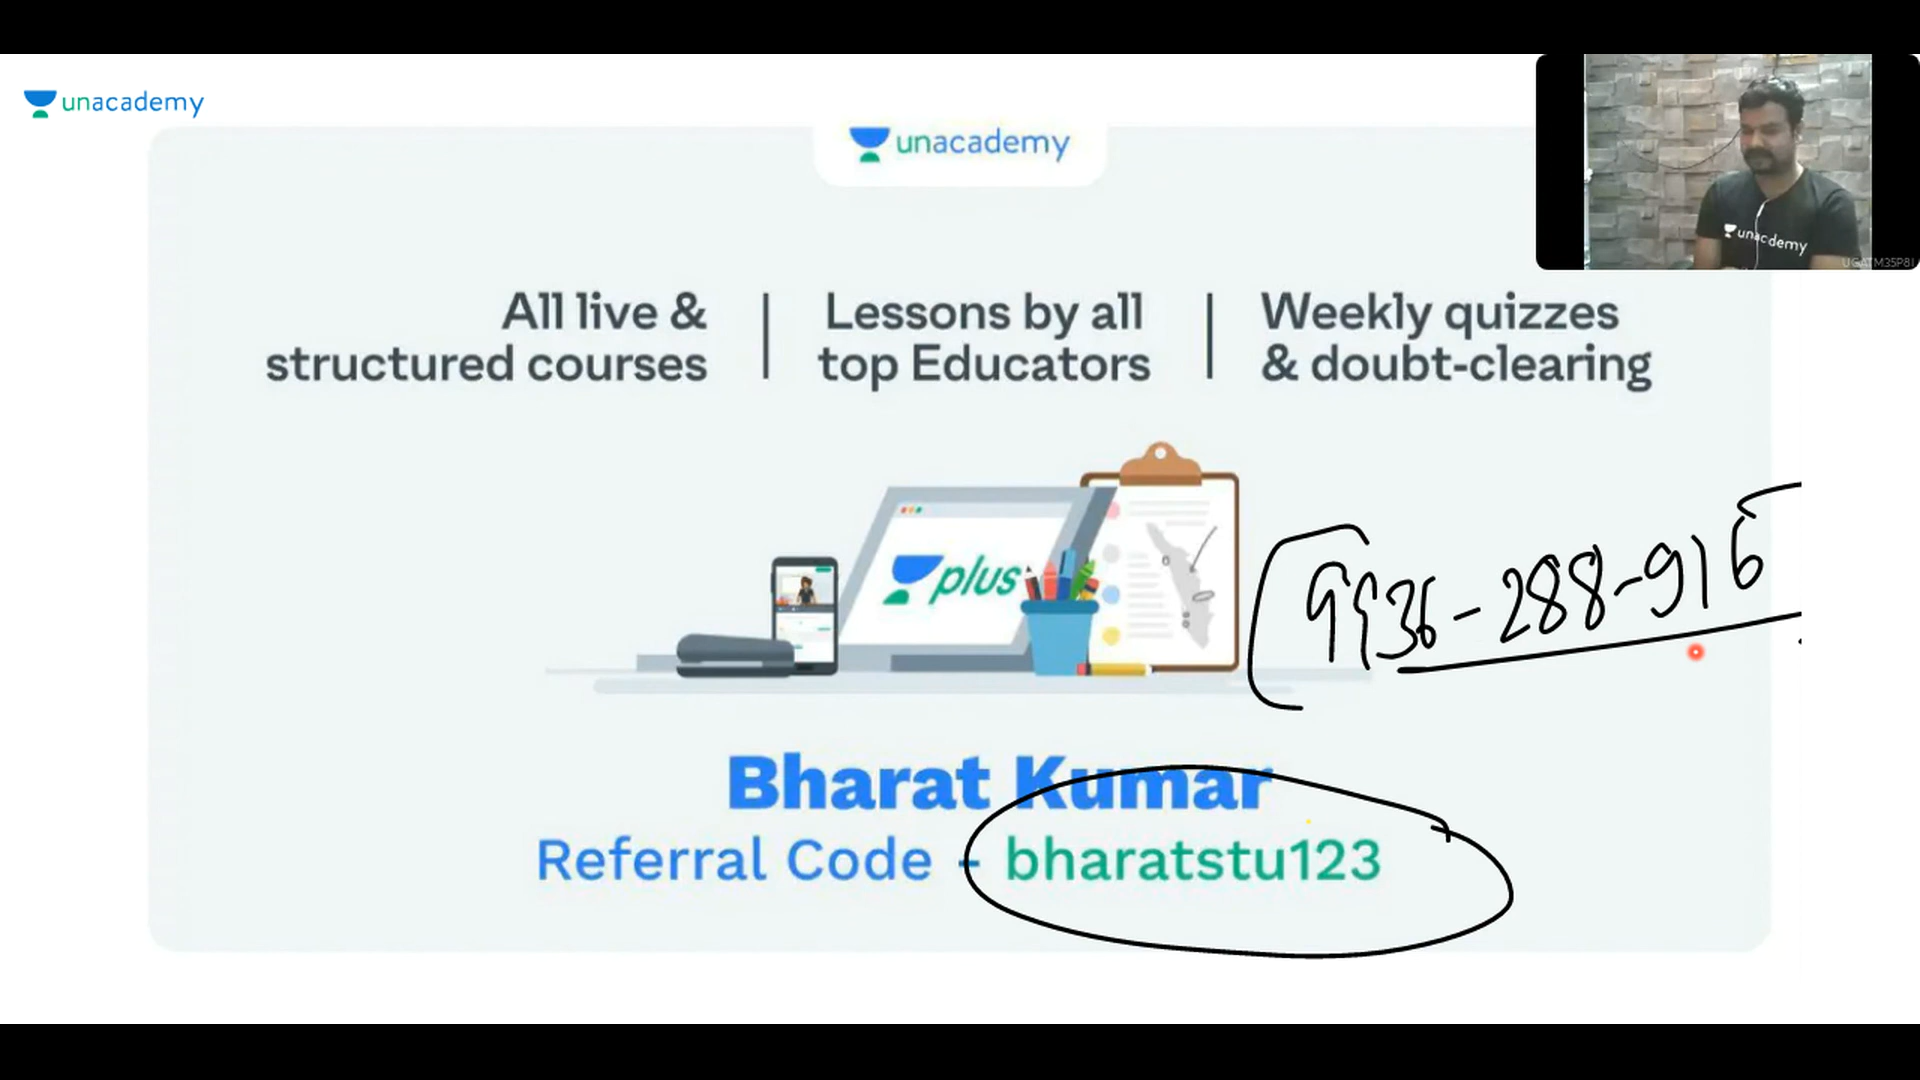 unacademy
unacademy
All live &
structured courses
Lessons by all
top Educators
Weekly quizzes
& doubt-clearing
plus
9936-288-916
Bharat Kumar
Referral Code - bharatstu123
unacademy